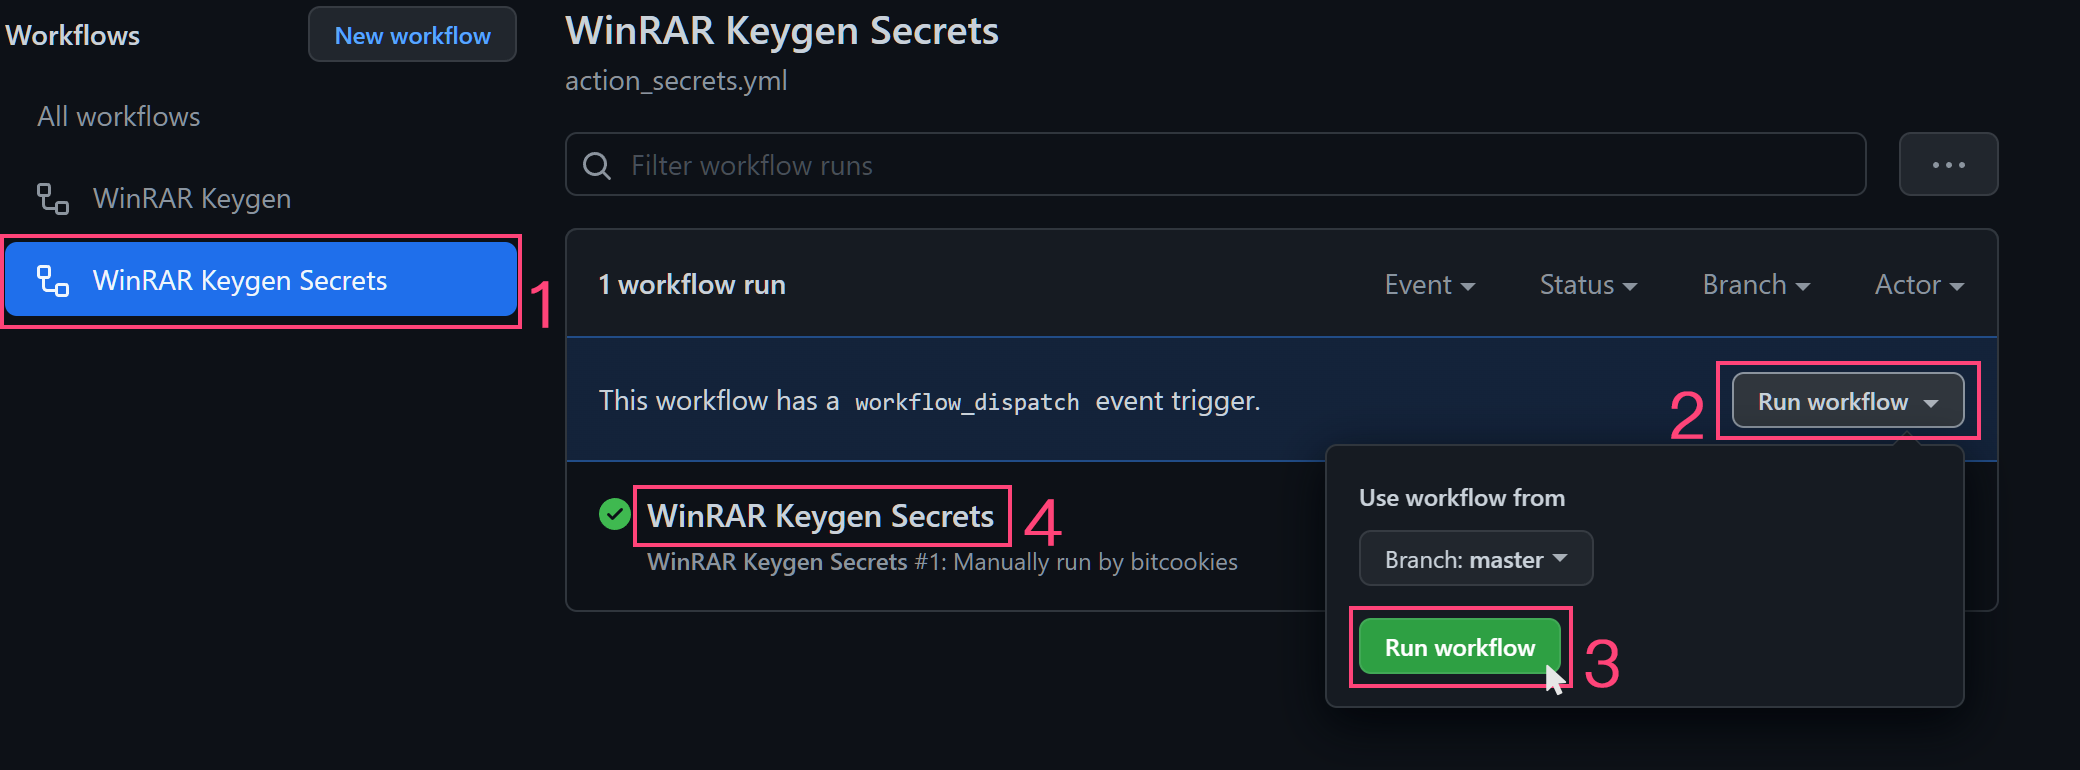 Workflows
New workflow
All workflows
WinRAR Keygen
WinRAR Keygen Secrets
1
WinRAR Keygen Secrets
action_secrets.yml
Filter workflow runs
1 workflow run
Event
Status
Branch
Actor
This workflow has a workflow_dispatch event trigger.
2
Run workflow
Use workflow from
Branch: master
Run workflow
3
WinRAR Keygen Secrets
4
WinRAR Keygen Secrets #1: Manually run by bitcookies